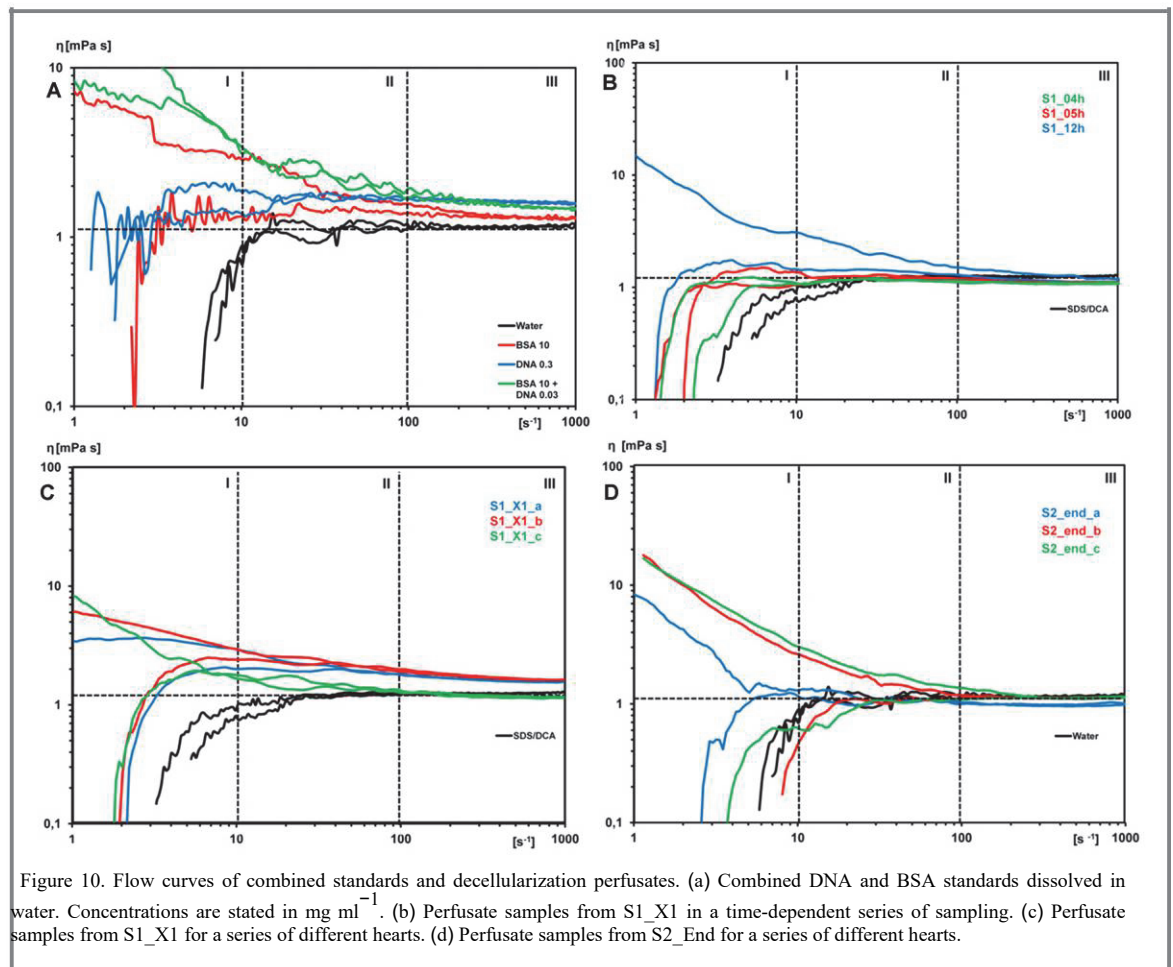 η [mPa s]
10
A
I
II
III
1
Water
BSA 10
DNA 0.3
BSA 10 +
DNA 0.03
0,1
1
10
100
[s⁻¹]
1000
η [mPa s]
100
B
I
II
III
S1_04h
S1_05h
S1_12h
10
1
SDS/DCA
0,1
1
10
100
[s⁻¹]
1000
η [mPa s]
100
C
I
II
III
S1_X1_a
S1_X1_b
S1_X1_c
10
1
SDS/DCA
0,1
1
10
100
[s⁻¹]
1000
η [mPa s]
100
D
I
II
III
S2_end_a
S2_end_b
S2_end_c
10
1
Water
0,1
1
10
100
[s⁻¹]
1000
Figure 10. Flow curves of combined standards and decellularization perfusates. (a) Combined DNA and BSA standards dissolved in
water. Concentrations are stated in mg ml⁻¹. (b) Perfusate samples from S1_X1 in a time-dependent series of sampling. (c) Perfusate
samples from S1_X1 for a series of different hearts. (d) Perfusate samples from S2_End for a series of different hearts.